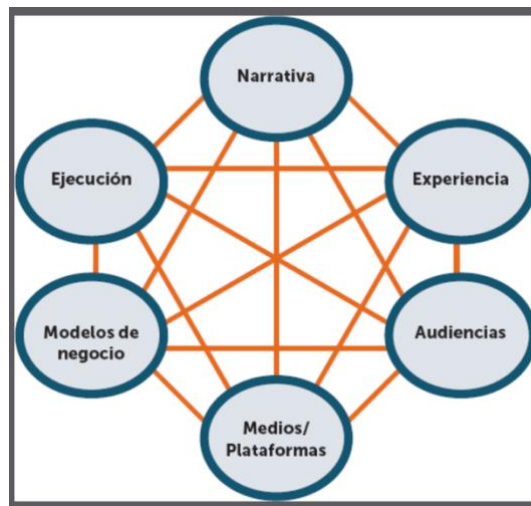 Narrativa
Ejecución
Experiencia
Modelos de
negocio
Audiencias
Medios/
Plataformas